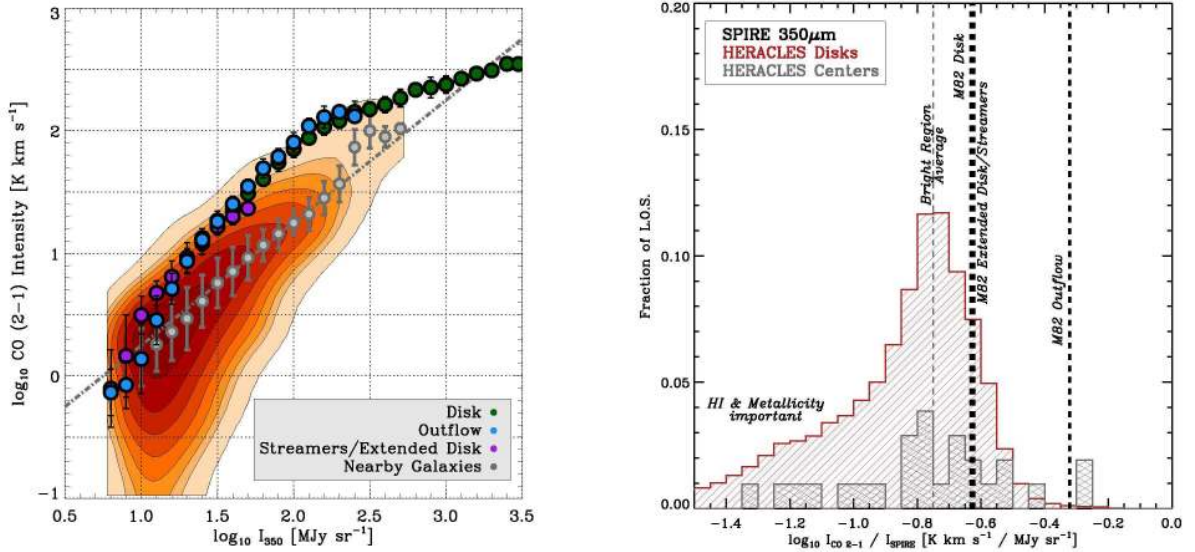 3
2
1
0
−1
log₁₀ CO (2−1) Intensity [K km s⁻¹]
Disk
Outflow
Streamers/Extended Disk
Nearby Galaxies
0.5 1.0 1.5 2.0 2.5 3.0 3.5
log₁₀ I₃₅₀ [MJy sr⁻¹]
0.20
0.15
0.10
0.05
0.00
Fraction of L.O.S.
SPIRE 350μm
HERACLES Disks
HERACLES Centers
Bright Region
Average
M82 Disk
M82 Extended Disk/Streamers
M82 Outflow
HI & Metallicity
important
−1.4 −1.2 −1.0 −0.8 −0.6 −0.4 −0.2 0.0
log₁₀ I_CO 2−1 / I_SPIRE [K km s⁻¹ / MJy sr⁻¹]